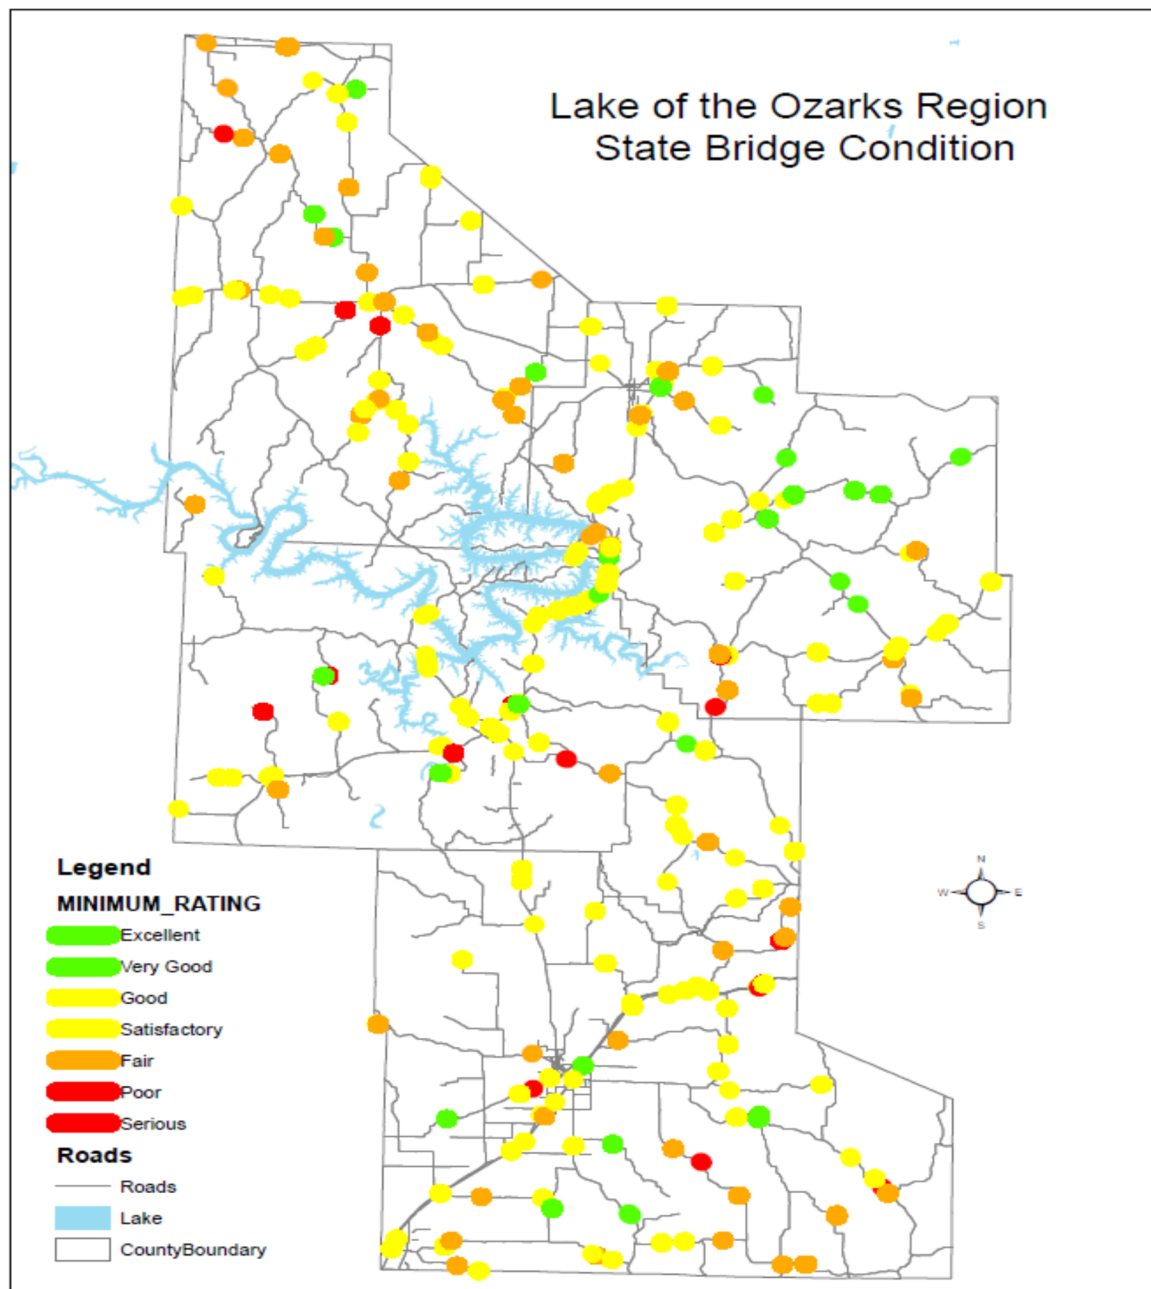 Lake of the Ozarks Region
State Bridge Condition
Legend
MINIMUM_RATING
Excellent
Very Good
Good
Satisfactory
Fair
Poor
Serious
Roads
Roads
Lake
CountyBoundary
N
W E
S